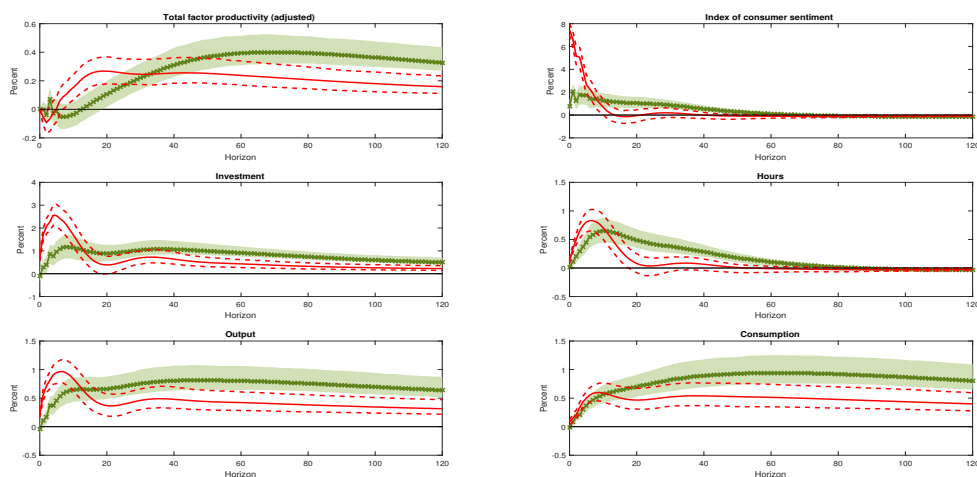 Total factor productivity (adjusted)
Percent
0.6
0.4
0.2
0
0.2
0 20 40 60 80 100 120
Horizon
Index of consumer sentiment
Percent
8
6
4
2
0
-2
0 20 40 60 80 100 120
Horizon
Investment
Percent
4
3
2
1
0
1
0 20 40 60 80 100 120
Horizon
Hours
Percent
1.5
1
0.5
0
0.5
0 20 40 60 80 100 120
Horizon
Output
Percent
1.5
1
0.5
0
0.5
0 20 40 60 80 100 120
Horizon
Consumption
Percent
1.5
1
0.5
0
0.5
0 20 40 60 80 100 120
Horizon